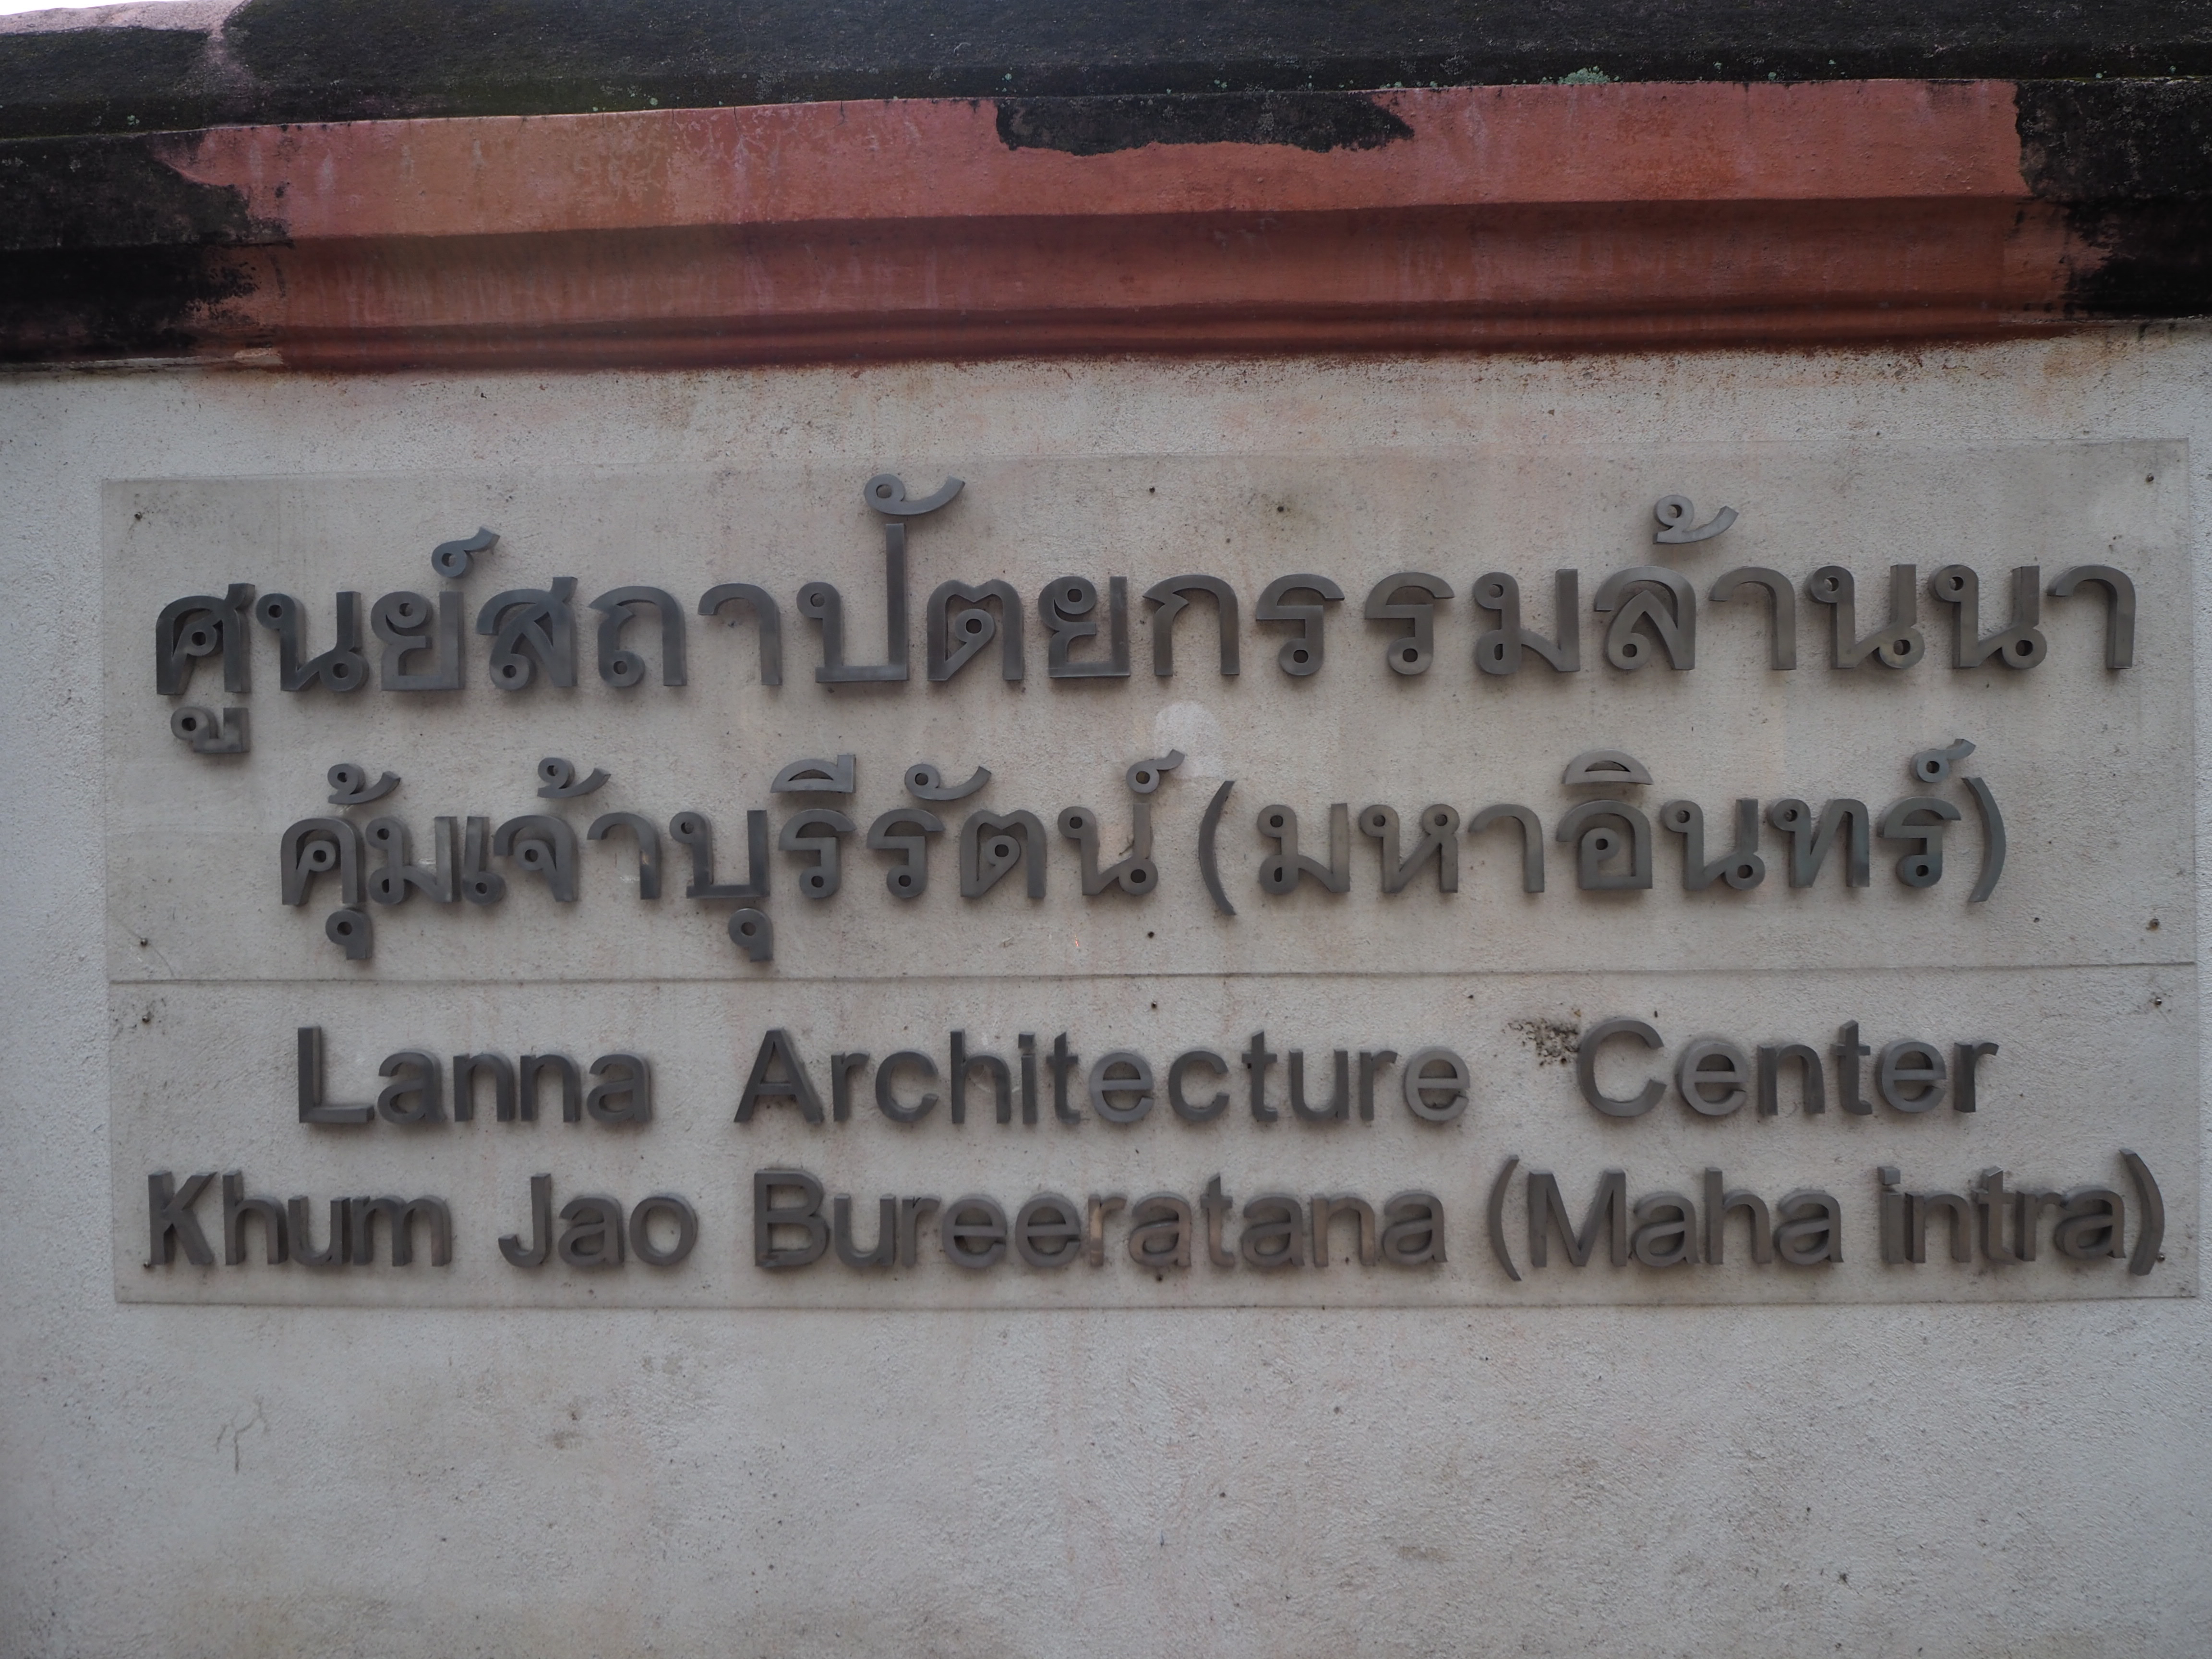 ศูนย์สถาปัตยกรรมล้านนา
คุ้มเจ้าบุรีรัตน์ (มหาอินทร์)
Lanna Architecture Center
Khum Jao Bureeratana (Maha intra)